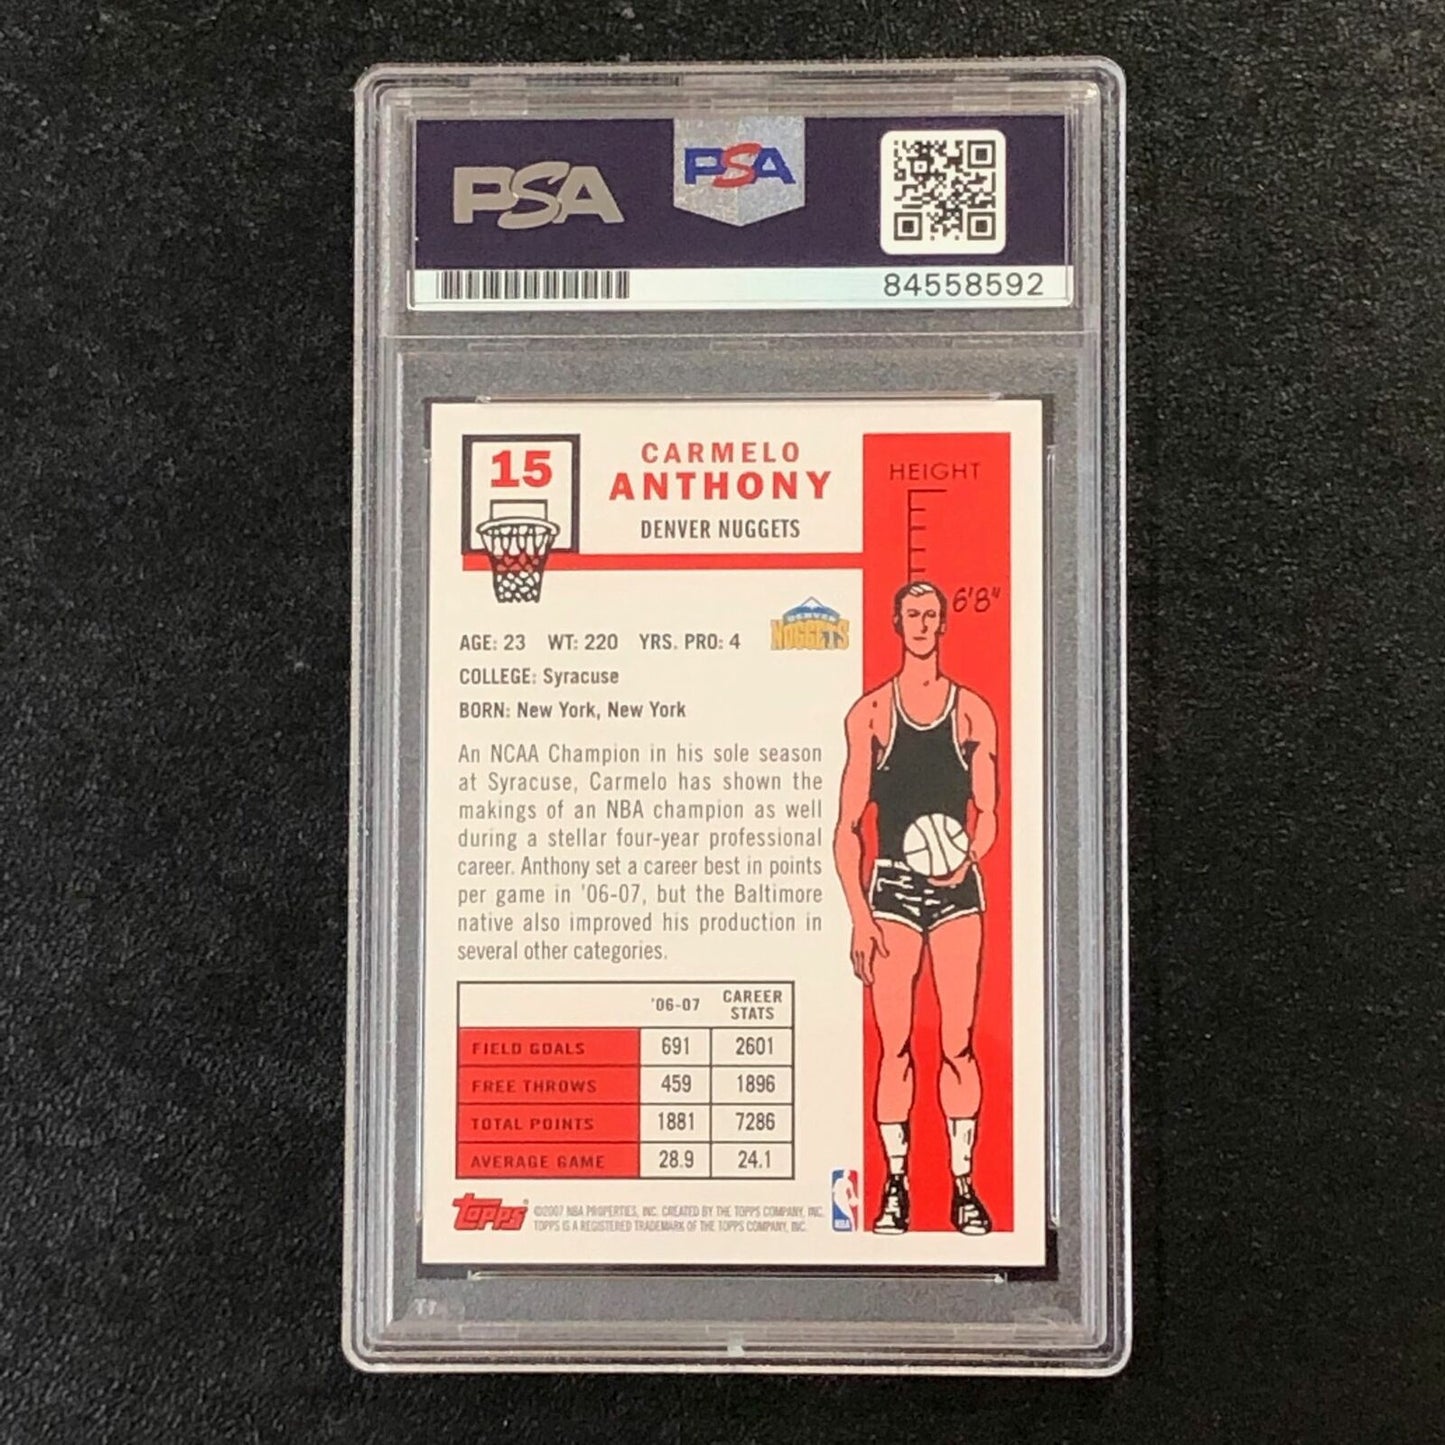 PSA
PSA
84558592
15
CARMELO
ANTHONY
DENVER NUGGETS
HEIGHT
6'8"
DENVER
NUGGETS
AGE: 23 WT: 220 YRS. PRO: 4
COLLEGE: Syracuse
BORN: New York, New York
An NCAA Champion in his sole season
at Syracuse, Carmelo has shown the
makings of an NBA champion as well
during a stellar four-year professional
career. Anthony set a career best in points
per game in '06-07, but the Baltimore
native also improved his production in
several other categories.
'06-07 CAREER STATS
FIELD GOALS 691 2601
FREE THROWS 459 1896
TOTAL POINTS 1881 7286
AVERAGE GAME 28.9 24.1
Topps®
©2007 NBA PROPERTIES, INC. CREATED BY THE TOPPS COMPANY, INC.
TOPPS IS A REGISTERED TRADEMARK OF THE TOPPS COMPANY, INC.
NBA